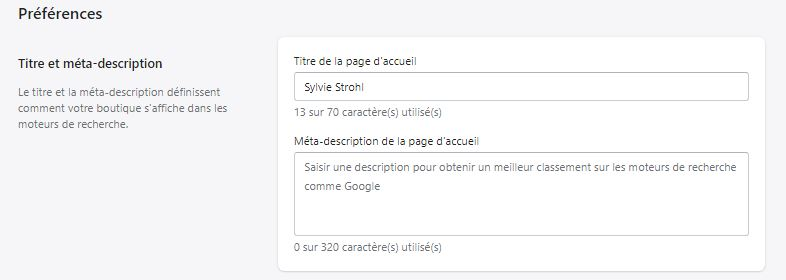 Préférences
Titre et méta-description
Le titre et la méta-description définissent
comment votre boutique s'affiche dans les
moteurs de recherche.
Titre de la page d'accueil
Sylvie Strohl
13 sur 70 caractère(s) utilisé(s)
Méta-description de la page d'accueil
Saisir une description pour obtenir un meilleur classement sur les moteurs de recherche
comme Google
0 sur 320 caractère(s) utilisé(s)